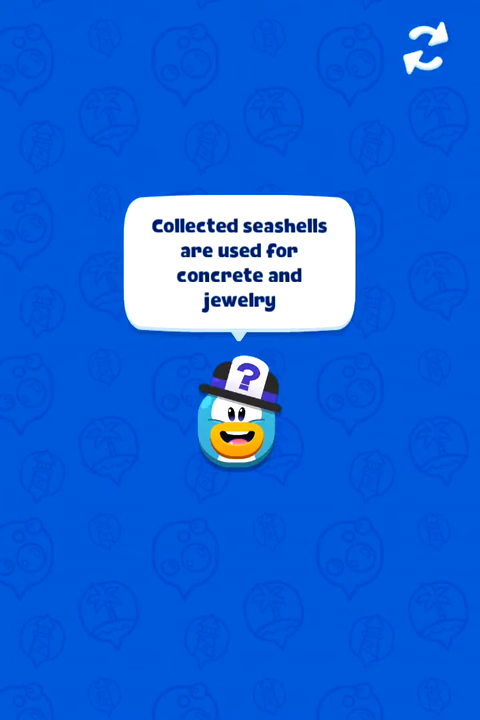 Collected seashells
are used for
concrete and
jewelry
?